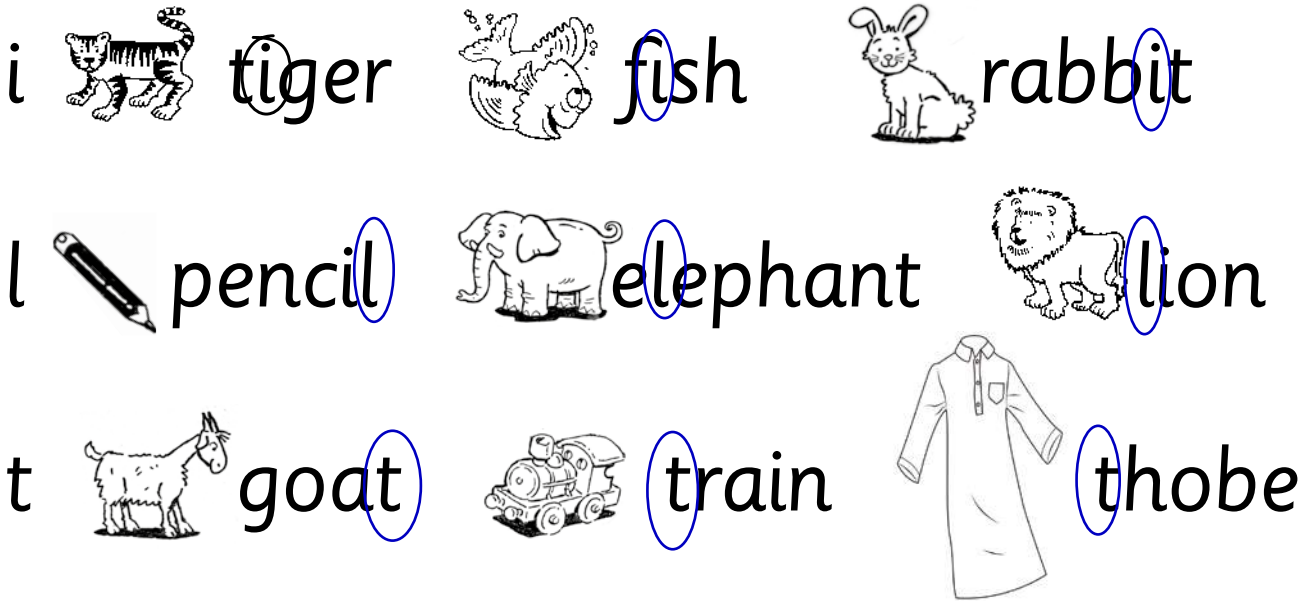 i tiger fish rabbit
l pencil elephant lion
t goat train thobe